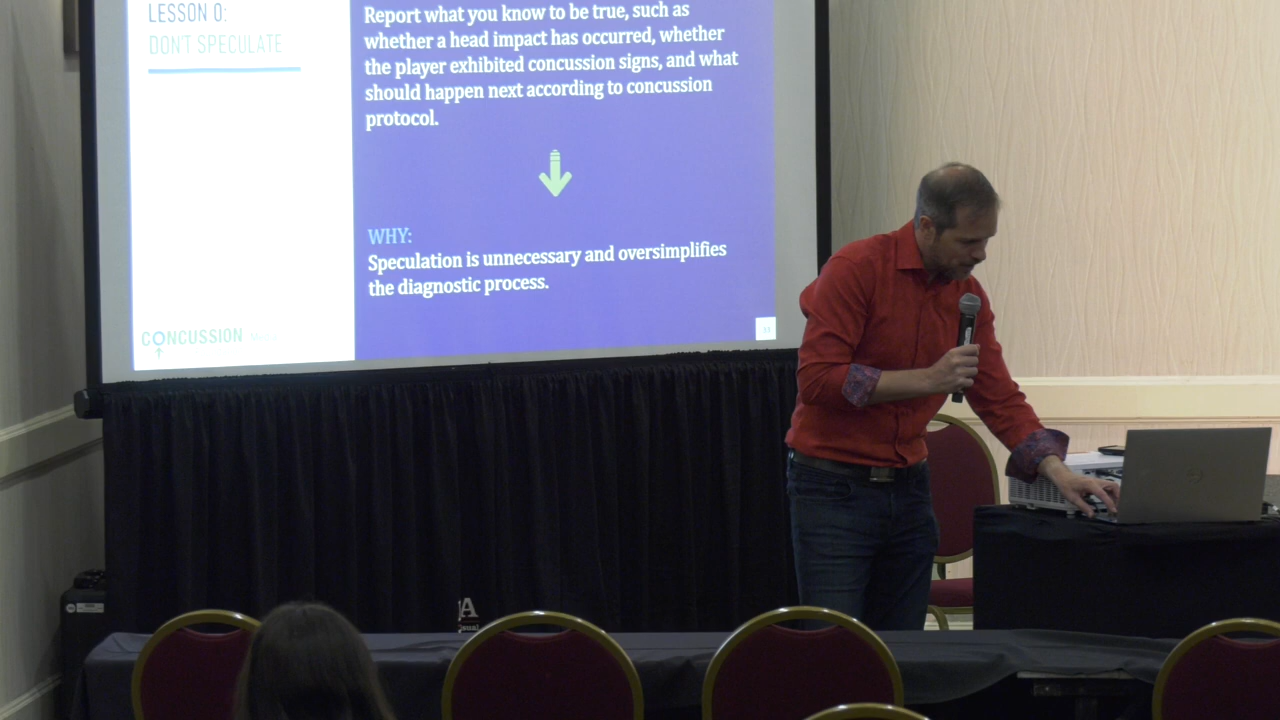 LESSON 0:
DON'T SPECULATE
Report what you know to be true, such as
whether a head impact has occurred, whether
the player exhibited concussion signs, and what
should happen next according to concussion
protocol.
WHY:
Speculation is unnecessary and oversimplifies
the diagnostic process.
CONCUSSION
A